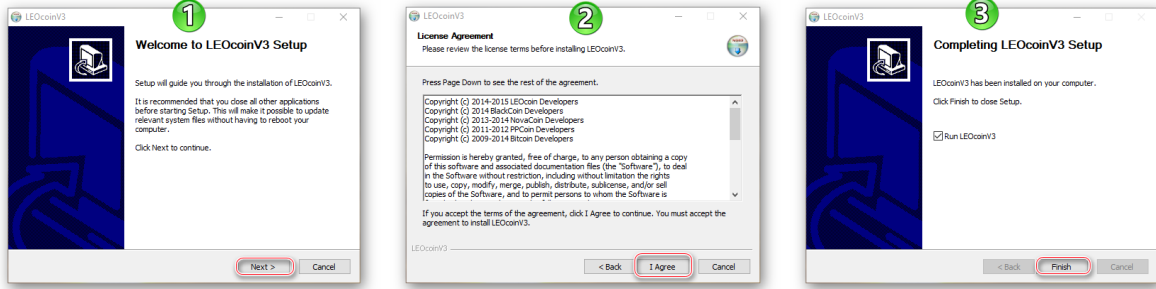 1
LEOcoinV3
Welcome to LEOcoinV3 Setup
Setup will guide you through the installation of LEOcoinV3.
It is recommended that you close all other applications
before starting Setup. This will make it possible to update
relevant system files without having to reboot your
computer.
Click Next to continue.
Next >
Cancel
2
LEOcoinV3
License Agreement
Please review the license terms before installing LEOcoinV3.
Press Page Down to see the rest of the agreement.
Copyright (c) 2014-2015 LEOcoin Developers
Copyright (c) 2014 BlackCoin Developers
Copyright (c) 2013-2014 NovaCoin Developers
Copyright (c) 2011-2012 PPCoin Developers
Copyright (c) 2009-2014 Bitcoin Developers
Permission is hereby granted, free of charge, to any person obtaining a copy
of this software and associated documentation files (the "Software"), to deal
in the Software without restriction, including without limitation the rights
to use, copy, modify, merge, publish, distribute, sublicense, and/or sell
copies of the Software, and to permit persons to whom the Software is
If you accept the terms of the agreement, click I Agree to continue. You must accept the
agreement to install LEOcoinV3.
LEOcoinV3
< Back
I Agree
Cancel
3
LEOcoinV3
Completing LEOcoinV3 Setup
LEOcoinV3 has been installed on your computer.
Click Finish to close Setup.
Run LEOcoinV3
< Back
Finish
Cancel